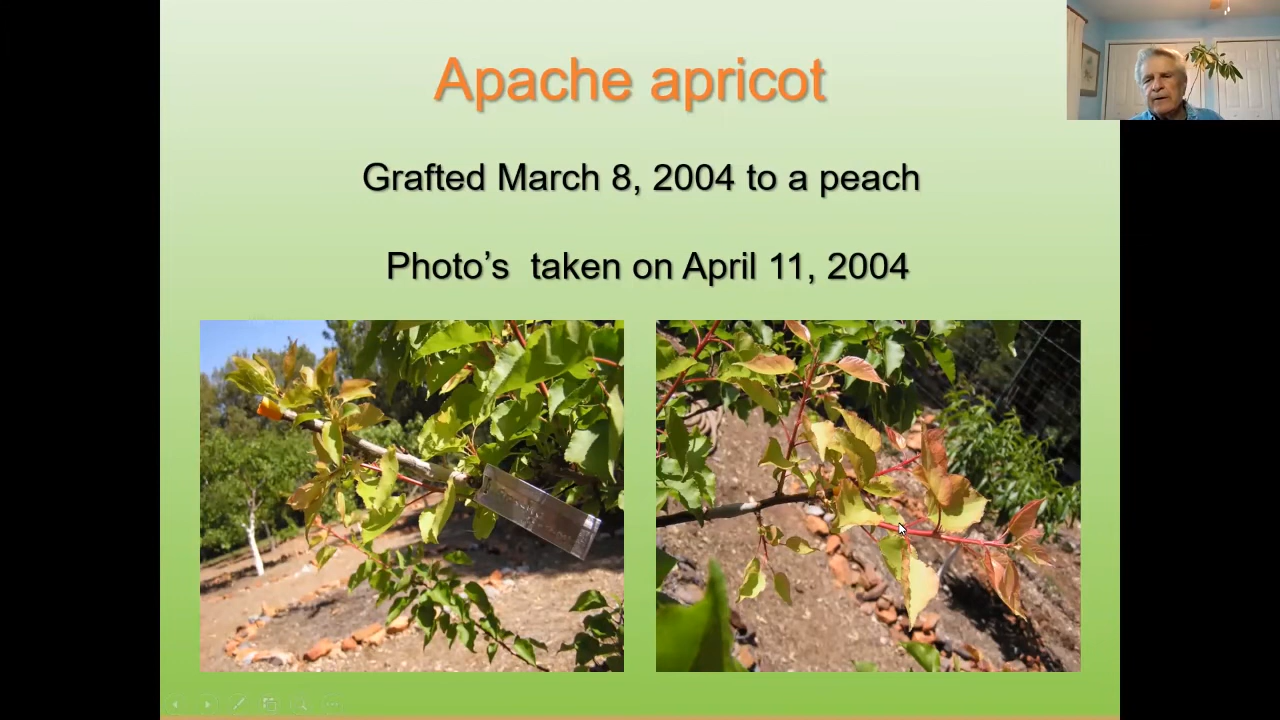 Apache apricot
Grafted March 8, 2004 to a peach
Photo’s  taken on April 11, 2004